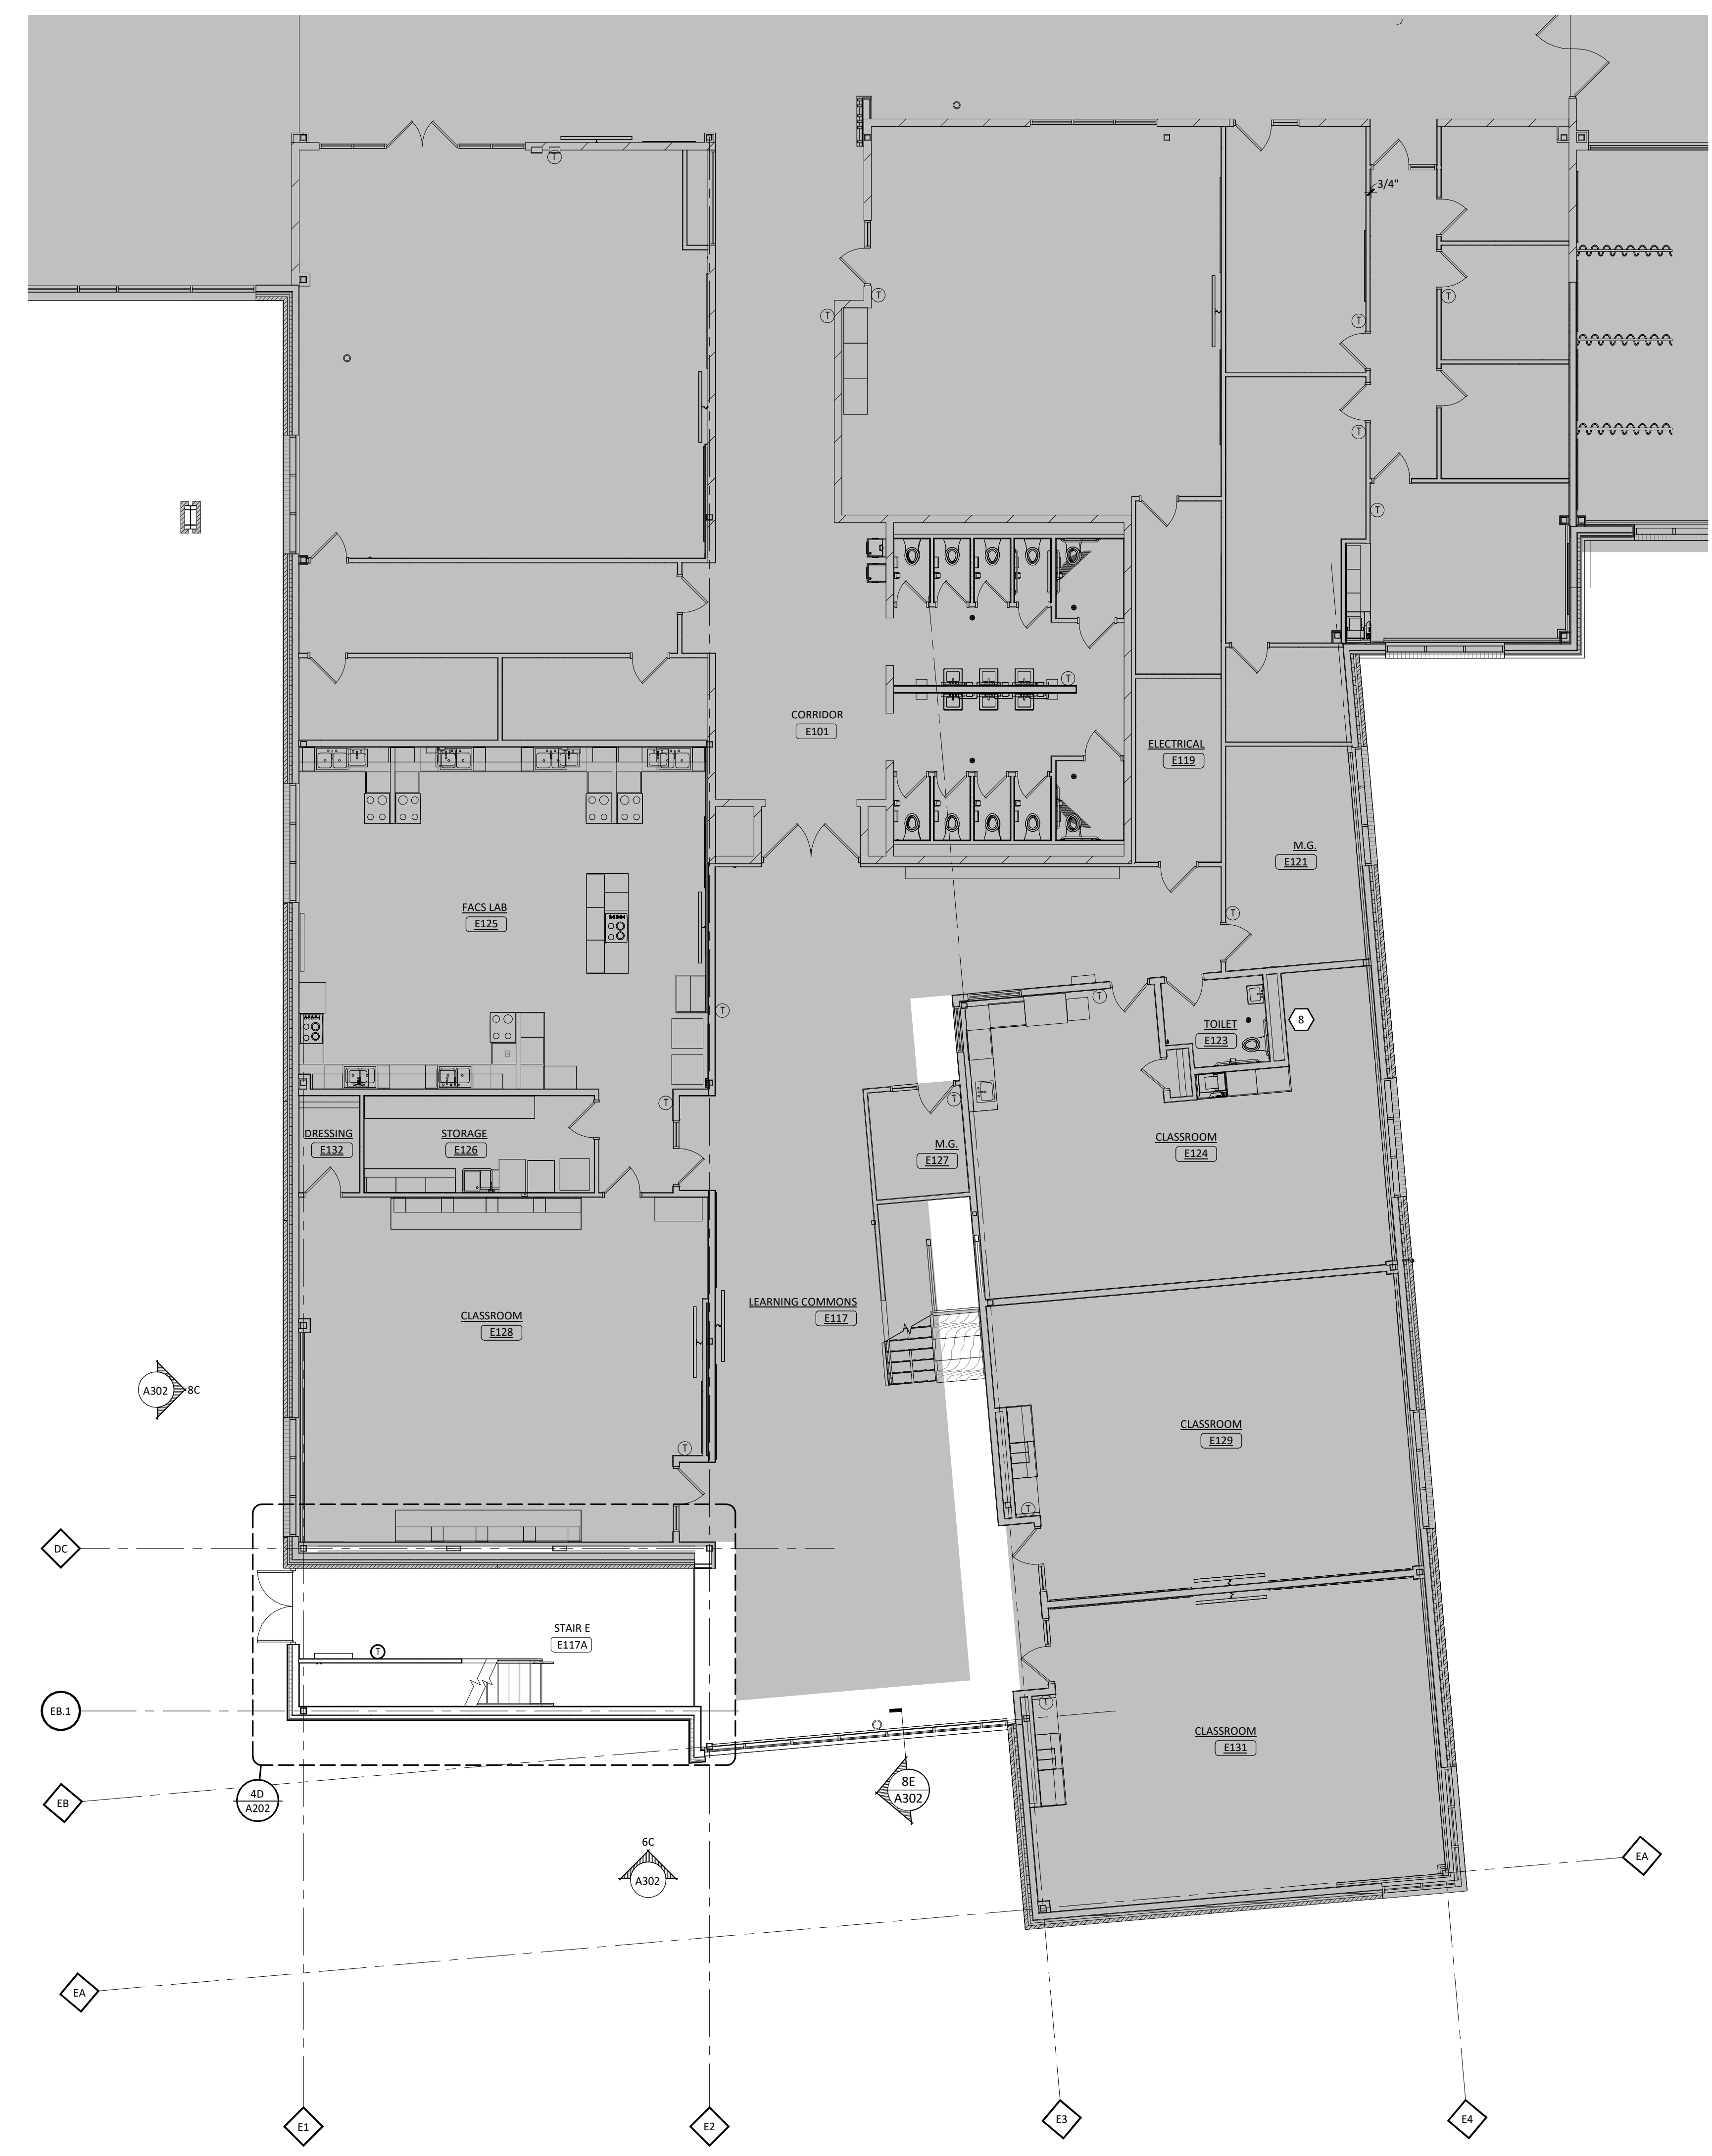 3/4"
T
T
T
T
T
T
T
T
T
CORRIDOR
E101
ELECTRICAL
E119
M.G.
E121
FACS LAB
E125
T
T
T
8
TOILET
E123
T
T
DRESSING
E132
STORAGE
E126
M.G.
E127
CLASSROOM
E124
LEARNING COMMONS
E117
CLASSROOM
E128
A302
8C
CLASSROOM
E129
T
T
DC
STAIR E
E117A
T
T
EB.1
CLASSROOM
E131
EB
4D
A202
8E
A302
6C
A302
EA
EA
E1
E2
E3
E4